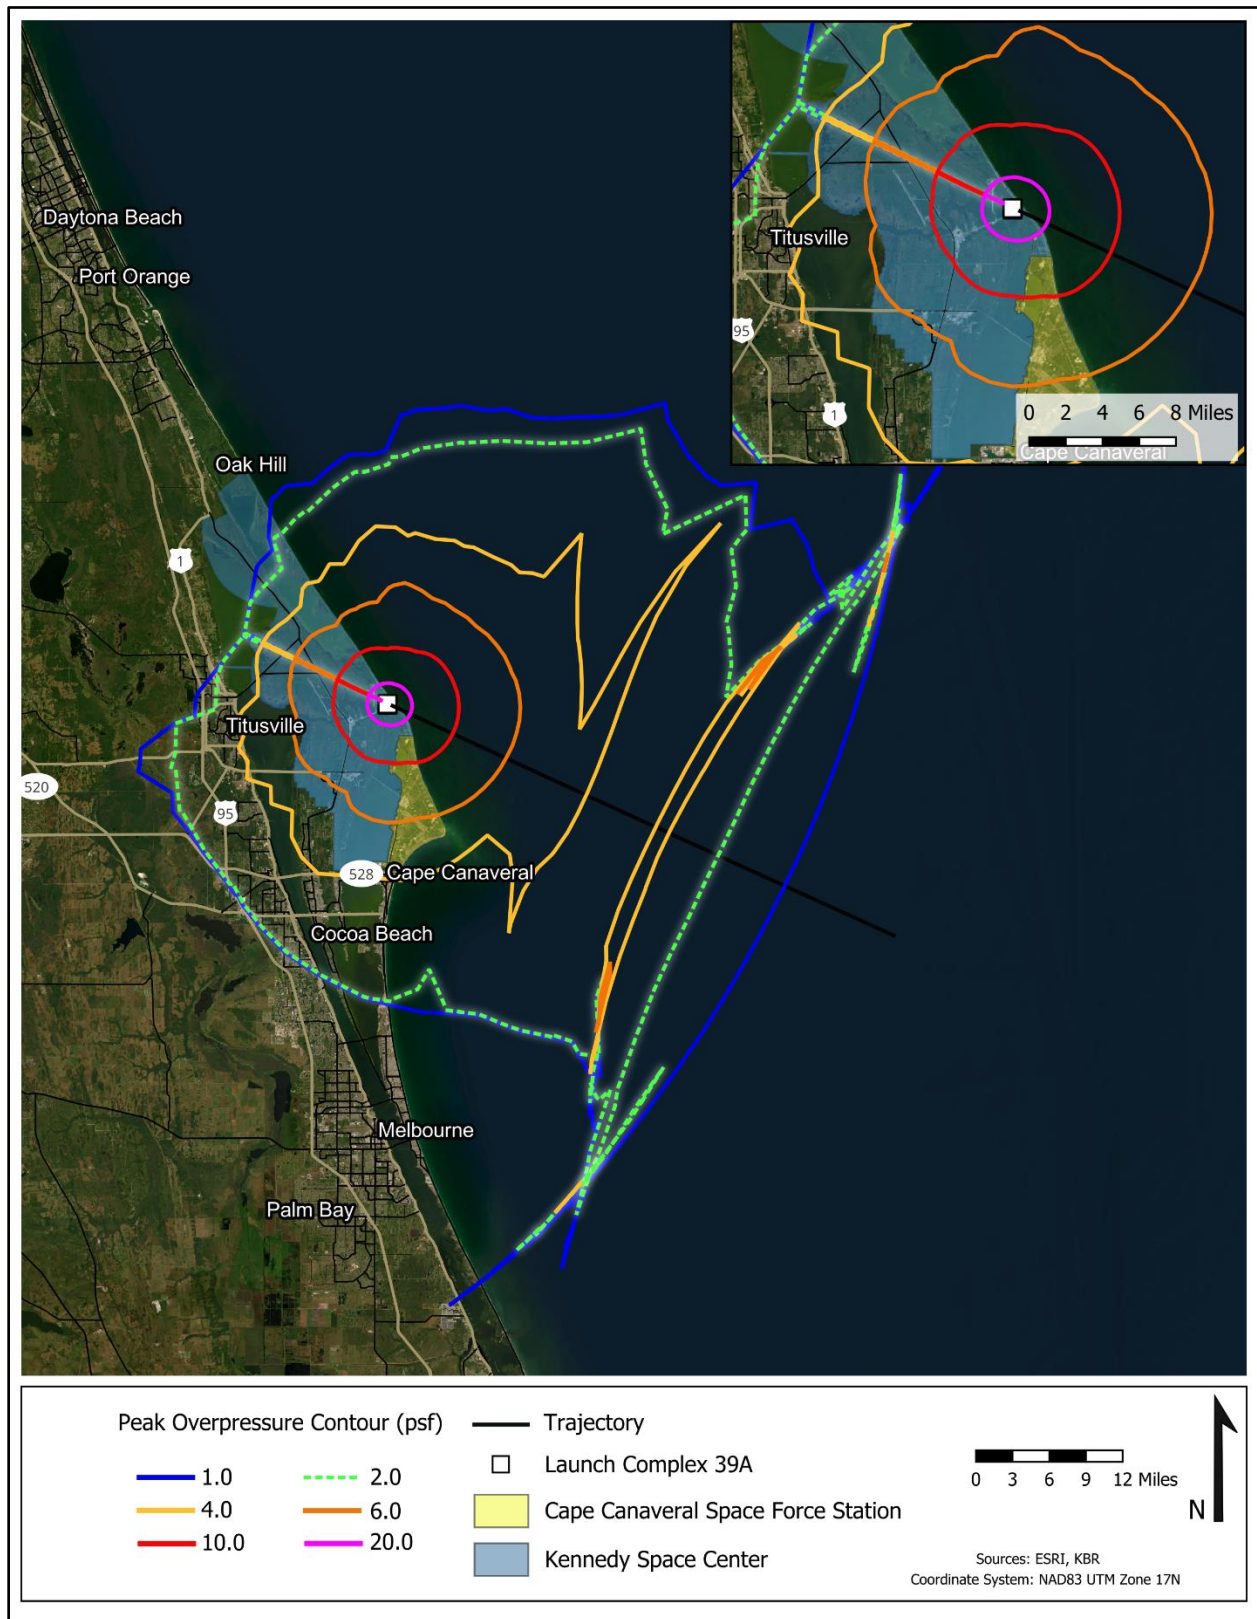 Daytona Beach
Port Orange
Oak Hill
1
Titusville
520
95
528
Cape Canaveral
Cocoa Beach
Melbourne
Palm Bay
Titusville
95
1
0 2 4 6 8 Miles
Cape Canaveral
Peak Overpressure Contour (psf)
1.0
2.0
4.0
6.0
10.0
20.0
Trajectory
Launch Complex 39A
Cape Canaveral Space Force Station
Kennedy Space Center
0 3 6 9 12 Miles
N
Sources: ESRI, KBR
Coordinate System: NAD83 UTM Zone 17N